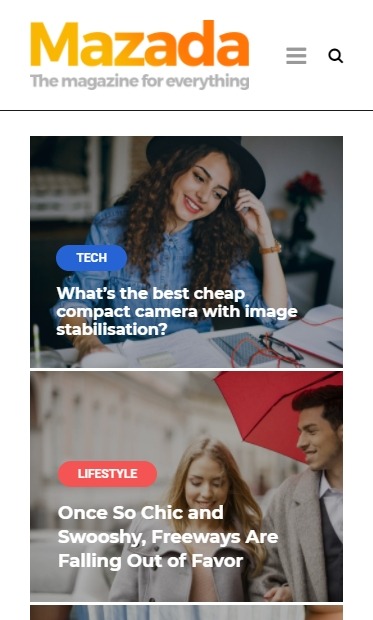 Mazada
The magazine for everything
TECH
What's the best cheap
compact camera with image
stabilisation?
LIFESTYLE
Once So Chic and
Swooshy, Freeways Are
Falling Out of Favor